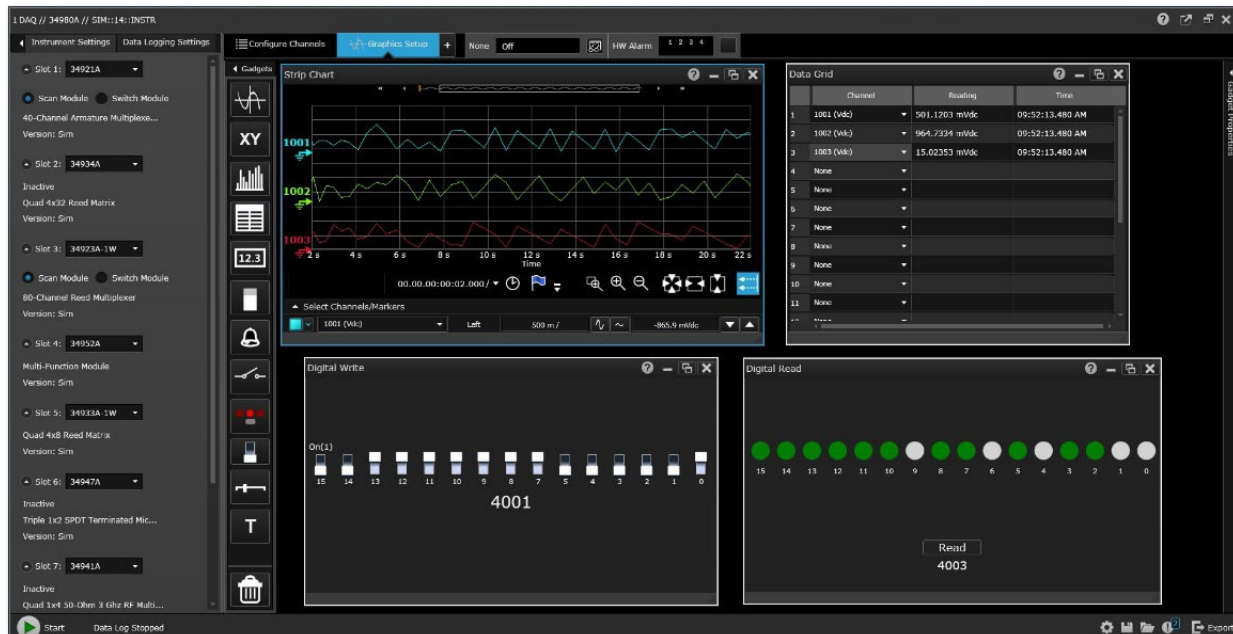 1 DAQ // 34980A // SIM::14::INSTR
Instrument Settings Data Logging Settings
Configure Channels Graphics Setup + None Off HW Alarm 1 2 3 4
Slot 1: 34921A
Scan Module Switch Module
40-Channel Armature Multiplexe...
Version: Sim
Slot 2: 34934A
Inactive
Quad 4x32 Reed Matrix
Version: Sim
Slot 3: 34923A-1W
Scan Module Switch Module
80-Channel Reed Multiplexer
Version: Sim
Slot 4: 34952A
Multi-Function Module
Version: Sim
Slot 5: 34933A-1W
Quad 4x8 Reed Matrix
Version: Sim
Slot 6: 34947A
Inactive
Triple 1x2 SPDT Terminated Mic...
Version: Sim
Slot 7: 34941A
Inactive
Quad 1x4 50-Ohm 3 Ghz RF Multi...
Gadgets
XY
12.3
T
Strip Chart
1001
1002
1003
2 s 4 s 6 s 8 s 10 s 12 s 14 s 16 s 18 s 20 s 22 s
Time
00.00.00:00:02.000/
Select Channels/Markers
1001 (Vdc) Left 500 m / -865.9 mVdc
Data Grid
Channel Reading Time
1 1001 (Vdc) 501.1203 mVdc 09:52:13.480 AM
2 1002 (Vdc) 964.7334 mVdc 09:52:13.480 AM
3 1003 (Vdc) 15.02353 mVdc 09:52:13.480 AM
4 None
5 None
6 None
7 None
8 None
9 None
10 None
11 None
Gadget Properties
Digital Write
On(1)
15 14 13 12 11 10 9 8 7 5 4 3 2 1 0
4001
Digital Read
15 14 13 12 11 10 9 8 7 6 5 4 3 2 1 0
Read
4003
Start Data Log Stopped
2 Export